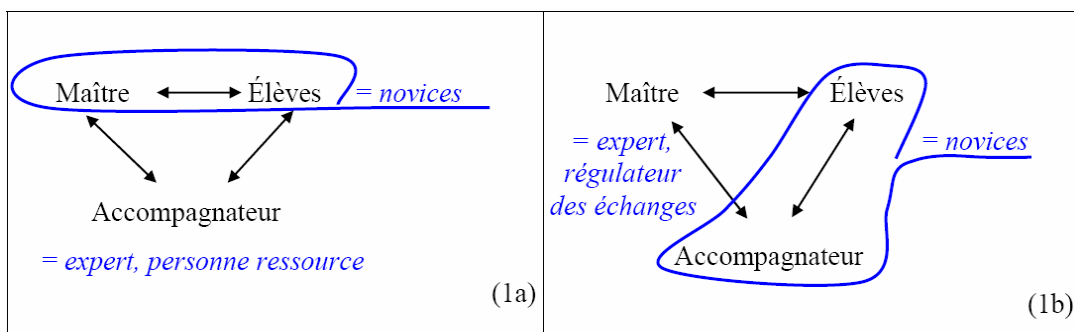 Maître Élèves = novices
Accompagnateur
= expert, personne ressource
(1a)
Maître Élèves
= expert,
régulateur
des échanges
= novices
Accompagnateur
(1b)